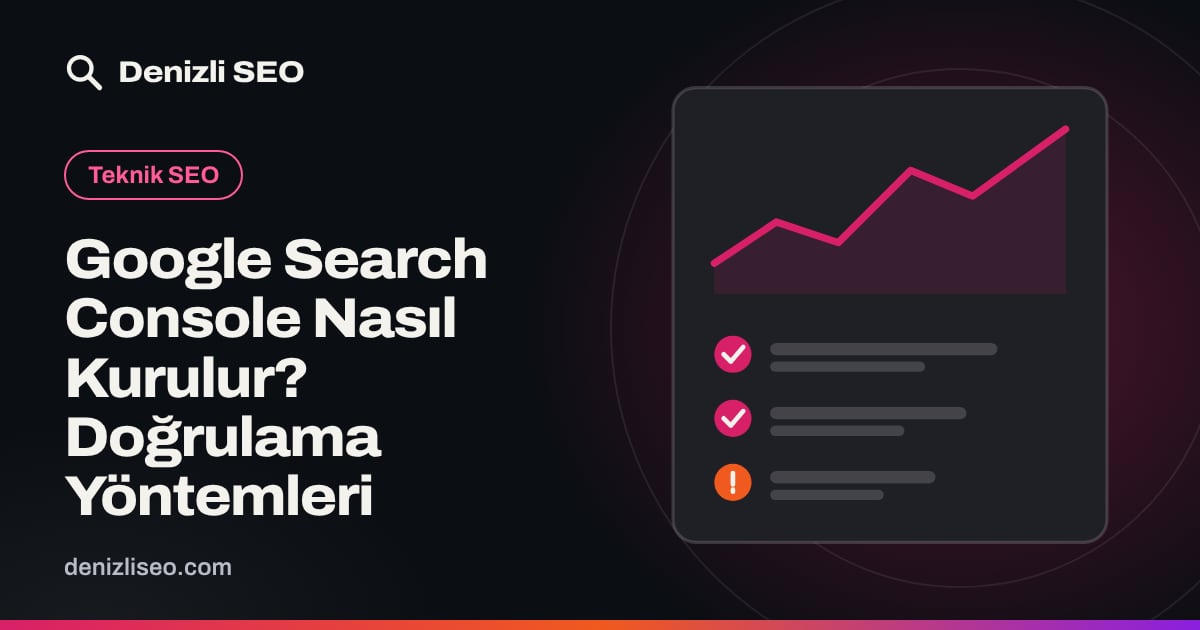 Denizli SEO
Teknik SEO
Google Search
Console Nasıl
Kurulur?
Doğrulama
Yöntemleri
denizliseo.com